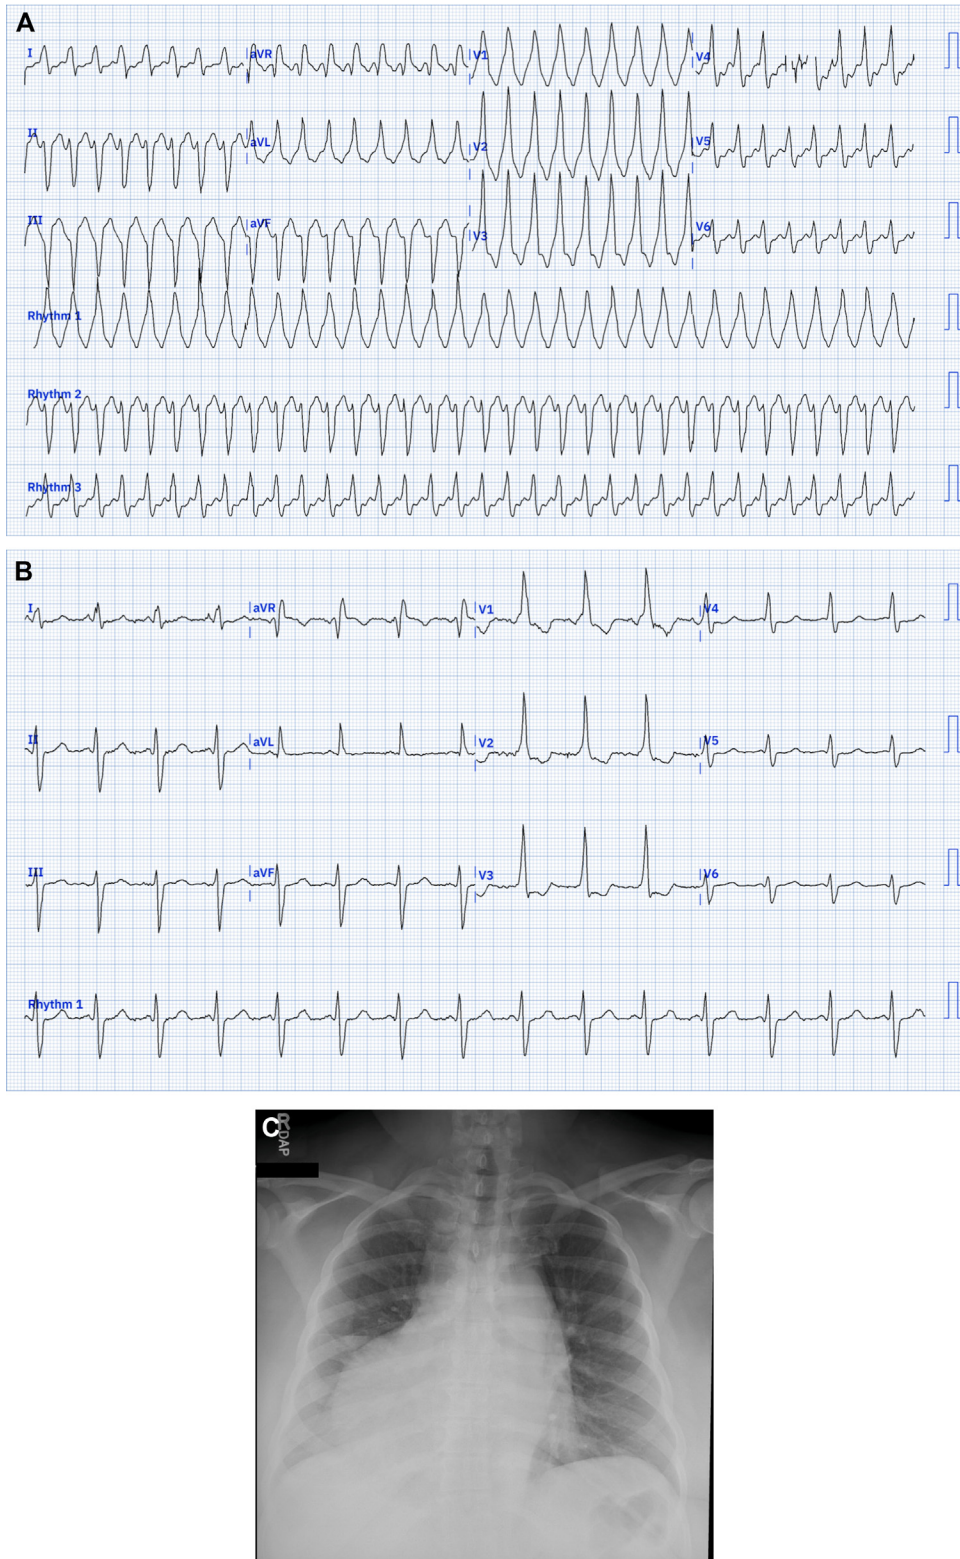 A
I aVR V1 V4
II aVL V2 V5
III aVF V3 V6
Rhythm 1
Rhythm 2
Rhythm 3
B
I aVR V1 V4
II aVL V2 V5
III aVF V3 V6
Rhythm 1
C
R
DAP